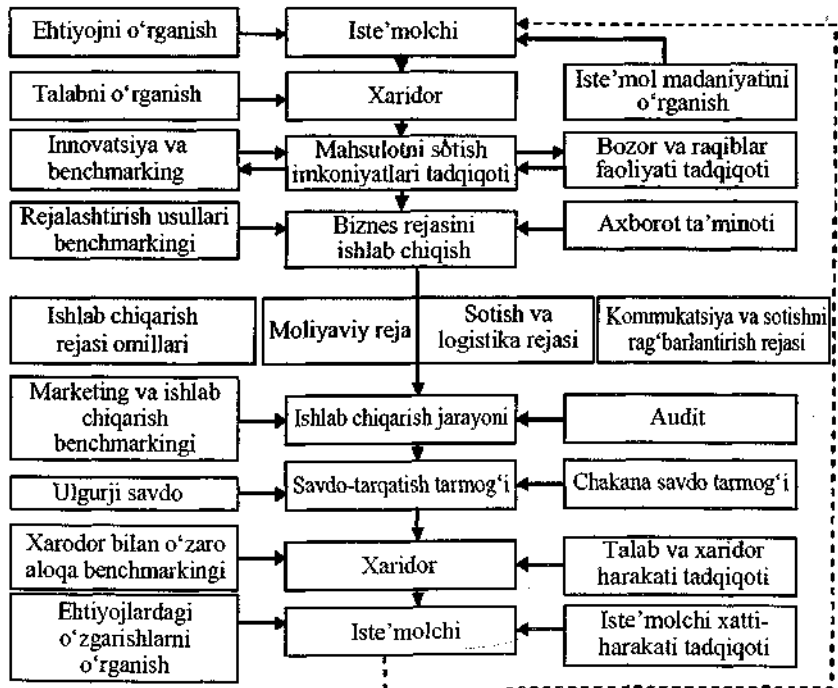 Ehtiyojni o‘rganish
Iste’molchi
Talabni o‘rganish
Xaridor
Iste’mol madaniyatini
o‘rganish
Innovatsiya va
benchmarking
Mahsulotni sotish
imkoniyatlari tadqiqoti
Bozor va raqiblar
faoliyati tadqiqoti
Rejalashtirish usullari
benchmarkingi
Biznes rejasini
ishlab chiqish
Axborot ta’minoti
Ishlab chiqarish
rejasi omillari
Moliyaviy reja
Sotish va
logistika rejasi
Kommukatsiya va sotishni
rag‘barlantirish rejasi
Marketing va ishlab
chiqarish
benchmarkingi
Ishlab chiqarish jarayoni
Audit
Ulgurji savdo
Savdo-tarqatish tarmog‘i
Chakana savdo tarmog‘i
Xarodor bilan o‘zaro
aloqa benchmarkingi
Xaridor
Talab va xaridor
harakati tadqiqoti
Ehtiyojlardagi
o‘zgarishlarni
o‘rganish
Iste’molchi
Iste’molchi xatti-
harakati tadqiqoti